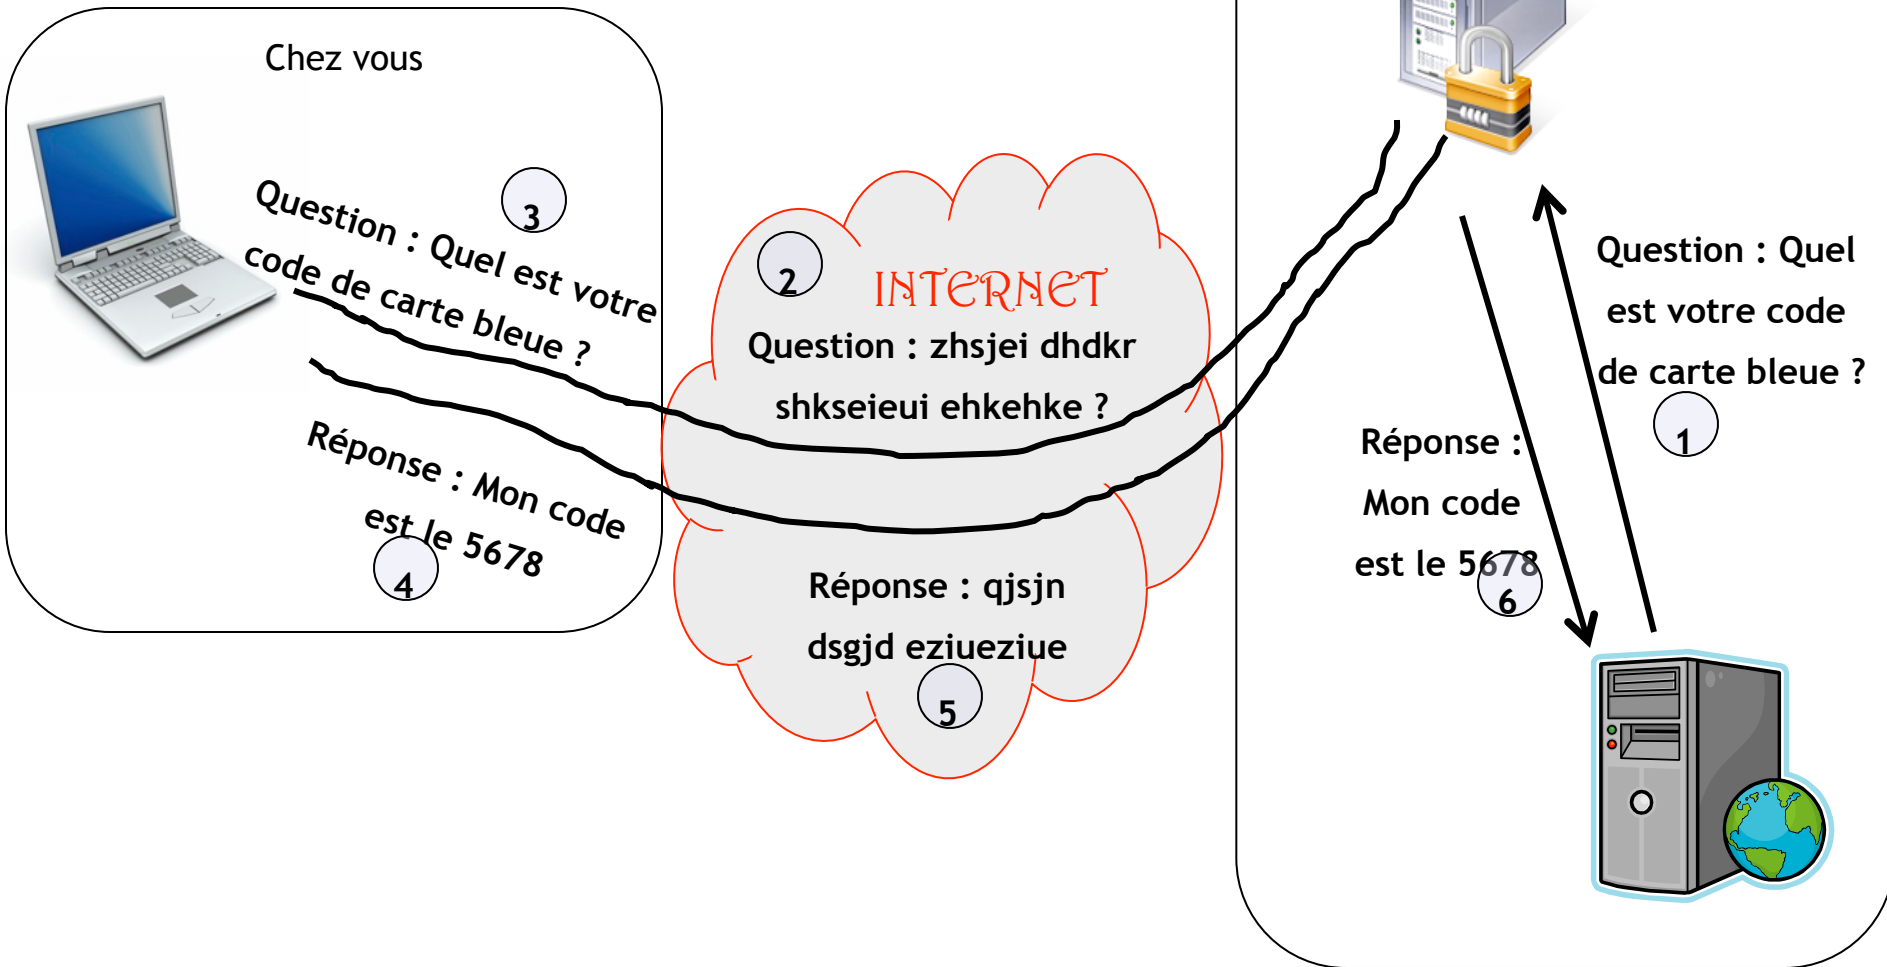 Chez vous
3
Question : Quel est votre
code de carte bleue ?
Réponse : Mon code
est le 5678
4
2
INTERNET
Question : zhsjei dhdkr
shkseieui ehkehke ?
Réponse : qjsjn
dsgjd eziueziue
5
Question : Quel
est votre code
de carte bleue ?
1
Réponse :
Mon code
est le 5678
6